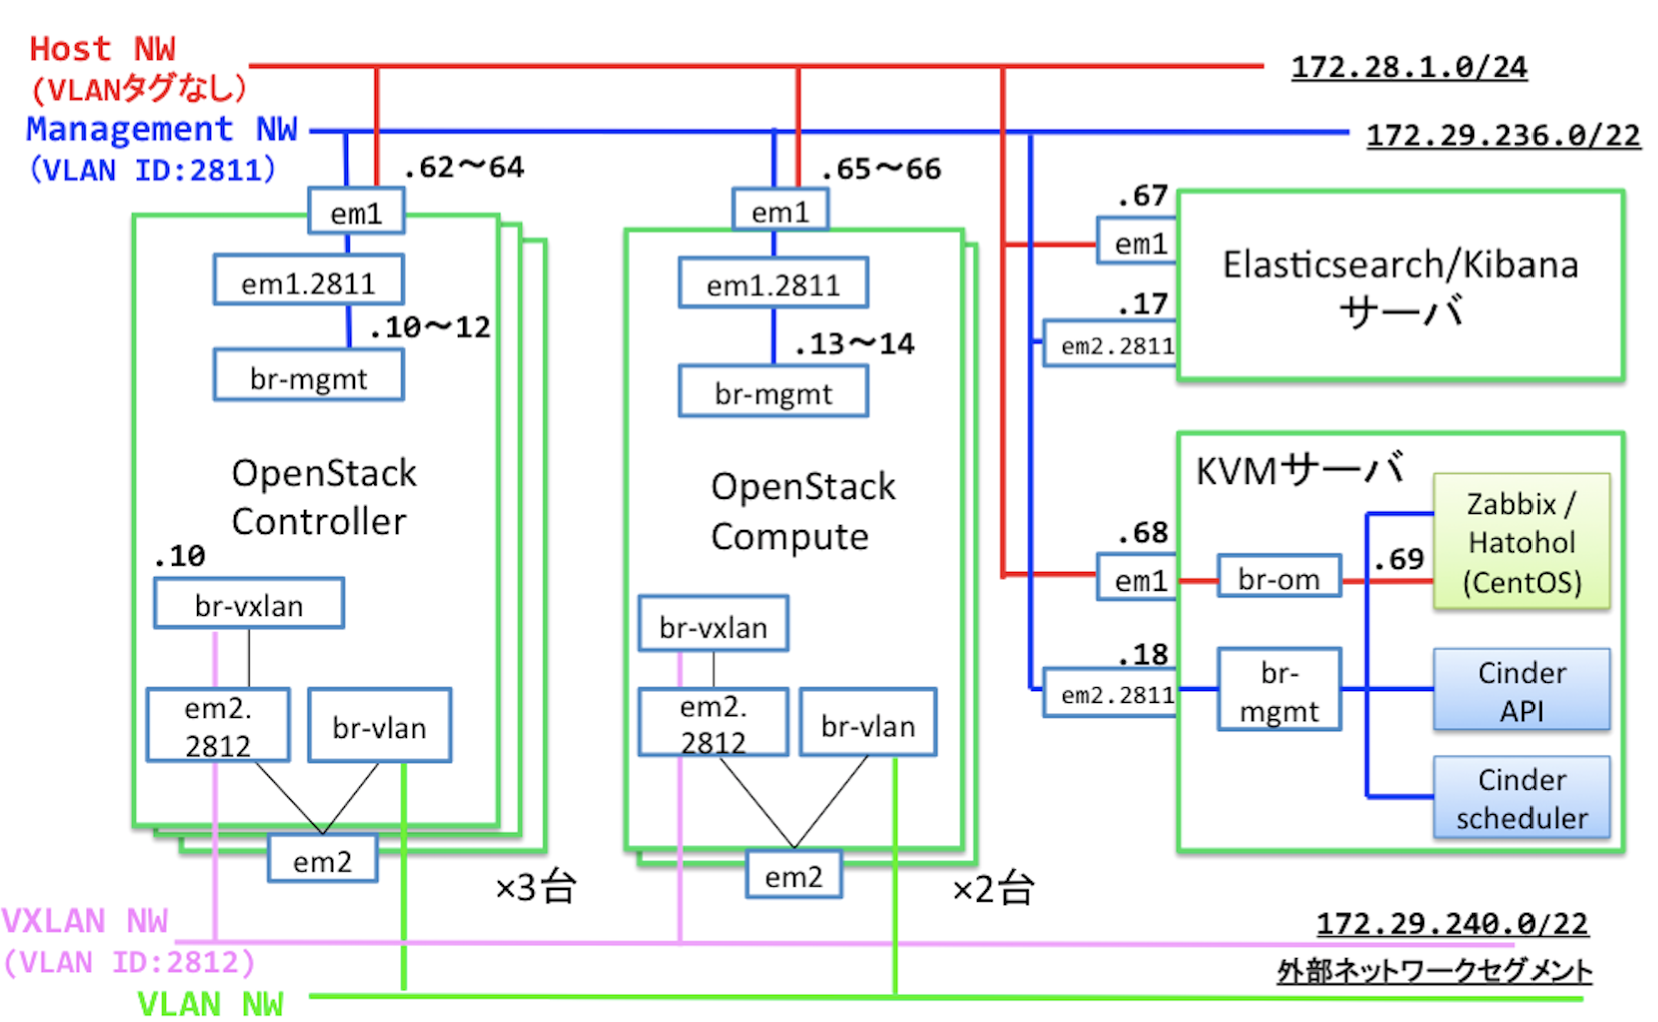 Host NW
(VLANタグなし)
172.28.1.0/24
Management NW
(VLAN ID:2811)
172.29.236.0/22
.62～64
em1
em1.2811
.10～12
br-mgmt
OpenStack
Controller
.10
br-vxlan
em2.
2812
br-vlan
em2
×3台
.65～66
em1
em1.2811
.13～14
br-mgmt
OpenStack
Compute
br-vxlan
em2.
2812
br-vlan
em2
×2台
.67
em1
.17
em2.2811
Elasticsearch/Kibana
サーバ
KVMサーバ
.68
em1
br-om
.69
Zabbix /
Hatohol
(CentOS)
.18
em2.2811
br-
mgmt
Cinder
API
Cinder
scheduler
VXLAN NW
(VLAN ID:2812)
172.29.240.0/22
外部ネットワークセグメント
VLAN NW